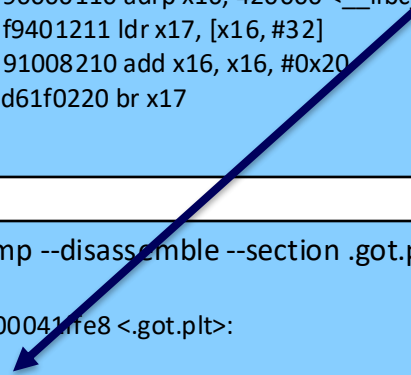 f9401211 ldr x17, [x16, #32]
91008210 add x16, x16, #0x20
d61f0220 br x17
mp --disassemble --section .got.p
<.got.plt>: